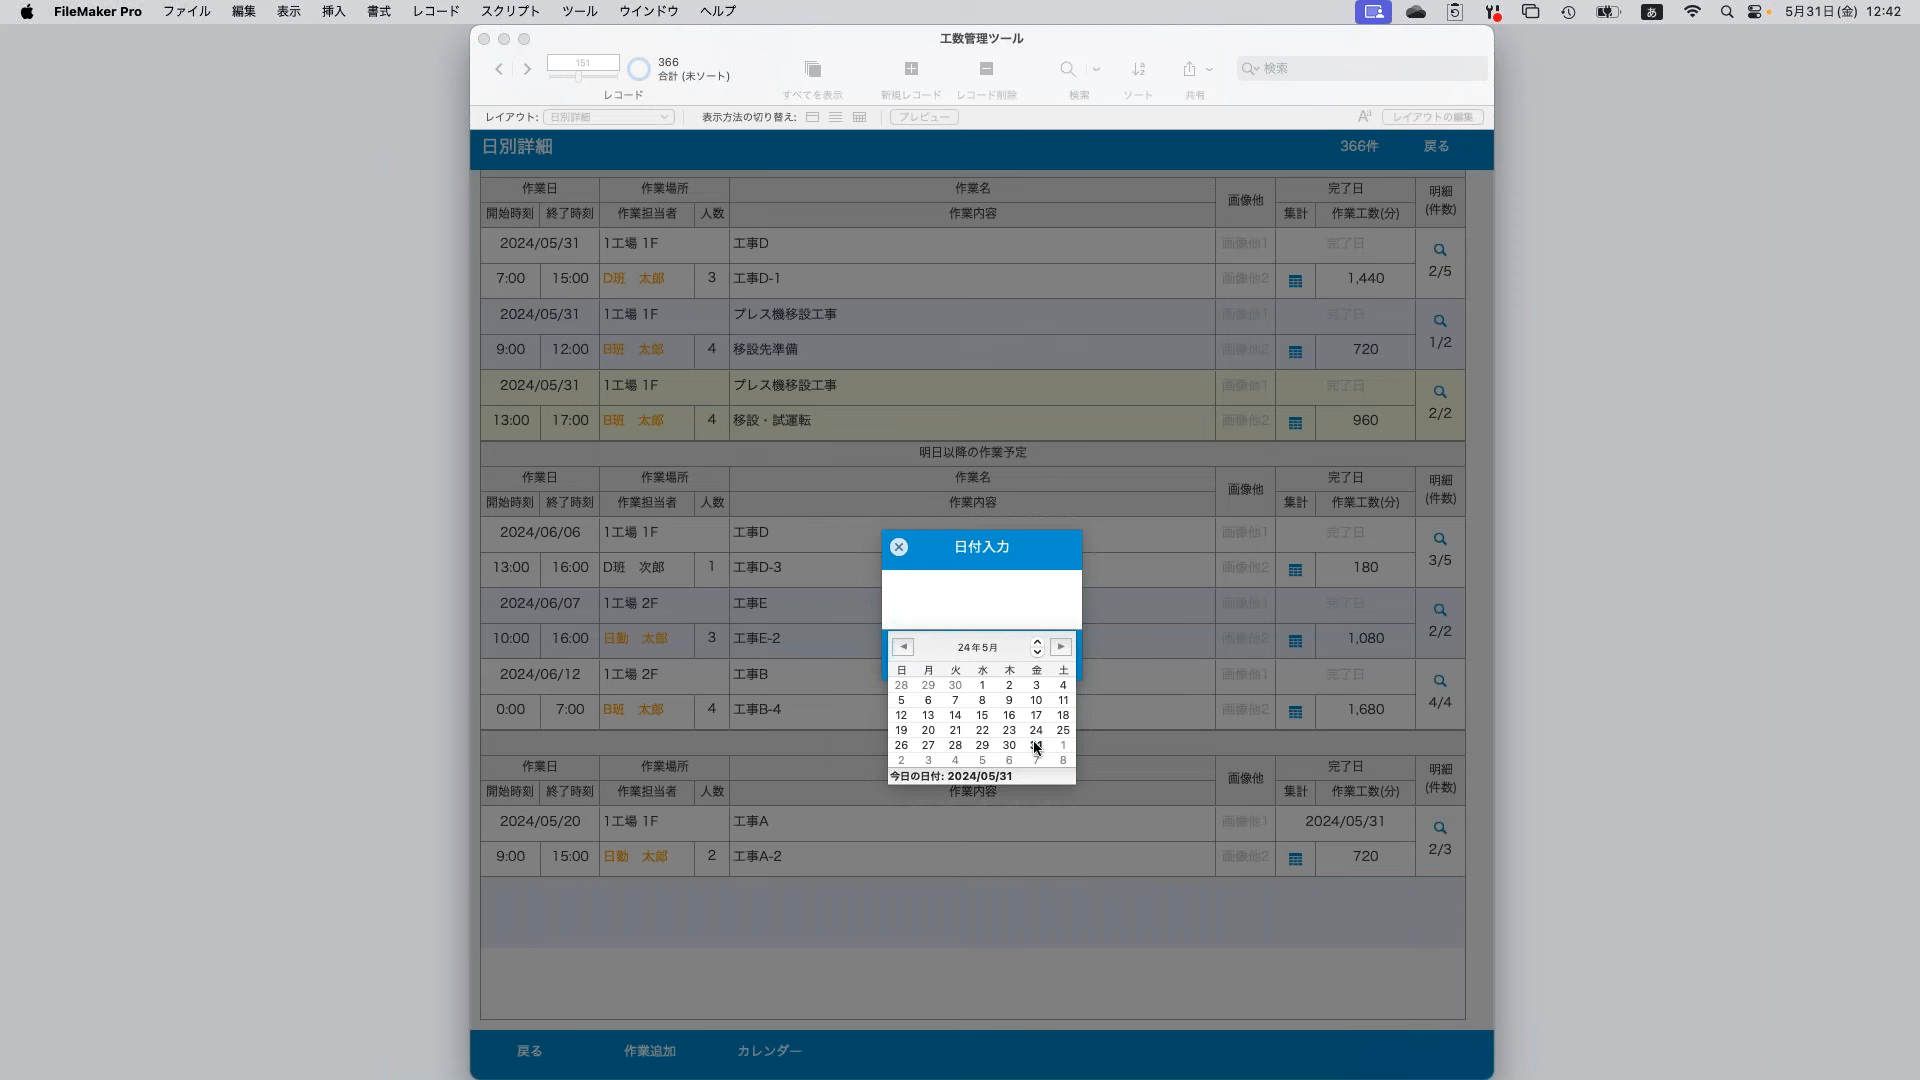 FileMaker Pro ファイル 編集 表示 挿入 書式 レコード スクリプト ツール ウインドウ ヘルプ あ 5月31日(金) 12:42
工数管理ツール
151 366
合計 (未ソート) 検索
レコード すべてを表示 新規レコード レコード削除 検索 ソート 共有
レイアウト: 日別詳細 表示方法の切り替え: プレビュー レイアウトの編集
日別詳細 366件 戻る
作業日 作業場所 作業名 画像他 完了日 明細
開始時刻 終了時刻 作業担当者 人数 作業内容 集計 作業工数(分) (件数)
2024/05/31 1工場 1F 工事D 画像他1 完了日
7:00 15:00 D班 太郎 3 工事D-1 画像他2 1,440 2/5
2024/05/31 1工場 1F プレス機移設工事 画像他1 完了日
9:00 12:00 B班 太郎 4 移設先準備 画像他2 720 1/2
2024/05/31 1工場 1F プレス機移設工事 画像他1 完了日
13:00 17:00 B班 太郎 4 移設・試運転 画像他2 960 2/2
明日以降の作業予定
作業日 作業場所 作業名 画像他 完了日 明細
開始時刻 終了時刻 作業担当者 人数 作業内容 集計 作業工数(分) (件数)
2024/06/06 1工場 1F 工事D 画像他1 完了日
13:00 16:00 D班 次郎 1 工事D-3 画像他2 180 3/5
2024/06/07 1工場 2F 工事E 画像他1 完了日
10:00 16:00 日勤 太郎 3 工事E-2 画像他2 1,080 2/2
2024/06/12 1工場 2F 工事B 画像他1 完了日
0:00 7:00 B班 太郎 4 工事B-4 画像他2 1,680 4/4
作業日 作業場所 画像他 完了日 明細
開始時刻 終了時刻 作業担当者 人数 作業内容 集計 作業工数(分) (件数)
2024/05/20 1工場 1F 工事A 画像他1 2024/05/31
9:00 15:00 日勤 太郎 2 工事A-2 画像他2 720 2/3
日付入力
24年5月
日 月 火 水 木 金 土
28 29 30 1 2 3 4
5 6 7 8 9 10 11
12 13 14 15 16 17 18
19 20 21 22 23 24 25
26 27 28 29 30 31 1
2 3 4 5 6 7 8
今日の日付: 2024/05/31
戻る 作業追加 カレンダー